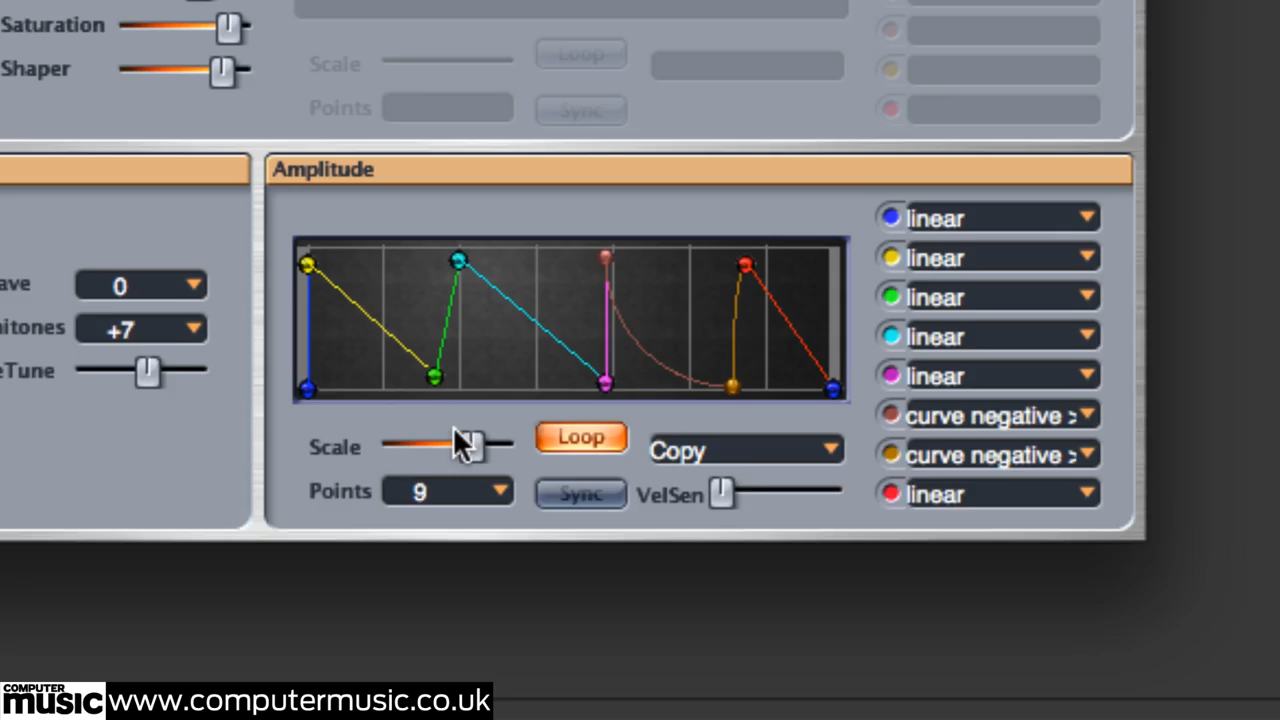 Saturation
Shaper
Scale
Loop
Points
Sync
Amplitude
ave
0
nitones
+7
eTune
linear
linear
linear
linear
linear
curve negative
curve negative
linear
Scale
Loop
Copy
Points
9
Sync
VelSen
COMPUTER
music
www.computermusic.co.uk